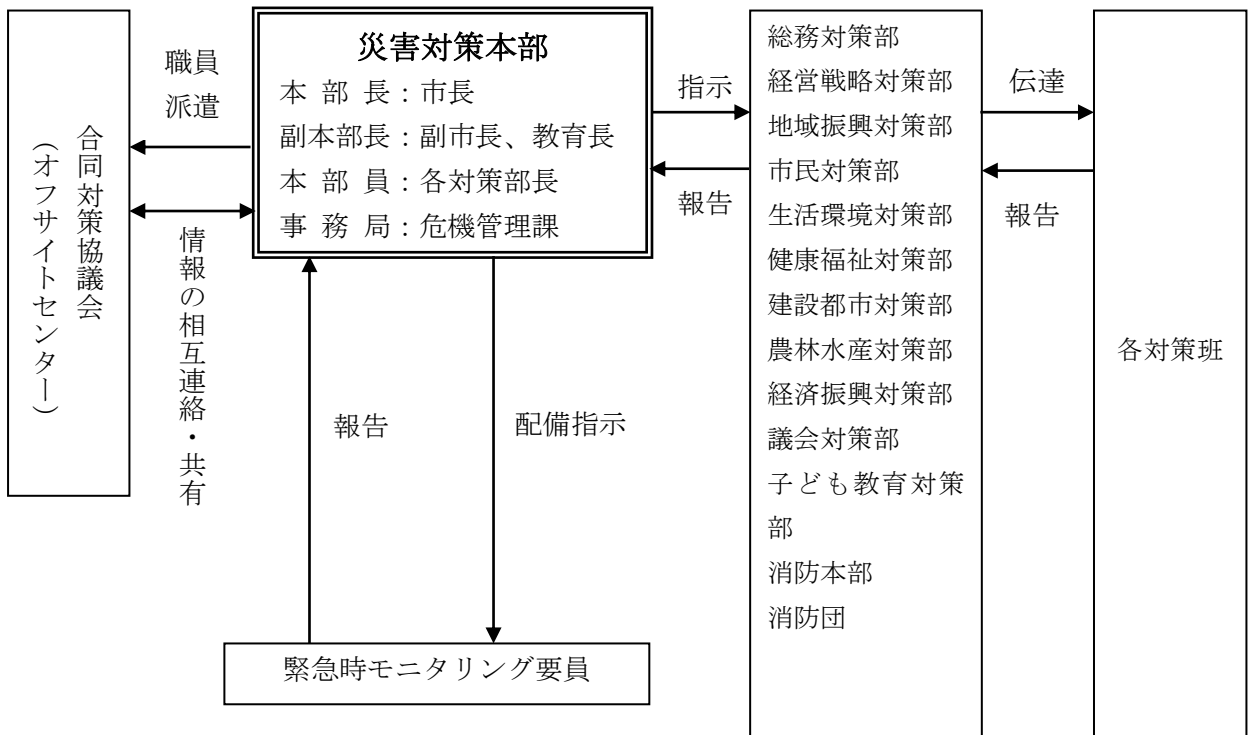 合同対策協議会
（オフサイトセンター）
職員
派遣
情報の相互連絡・共有
災害対策本部
本 部 長：市長
副本部長：副市長、教育長
本 部 員：各対策部長
事 務 局：危機管理課
報告
配備指示
緊急時モニタリング要員
指示
報告
総務対策部
経営戦略対策部
地域振興対策部
市民対策部
生活環境対策部
健康福祉対策部
建設都市対策部
農林水産対策部
経済振興対策部
議会対策部
子ども教育対策
部
消防本部
消防団
伝達
報告
各対策班